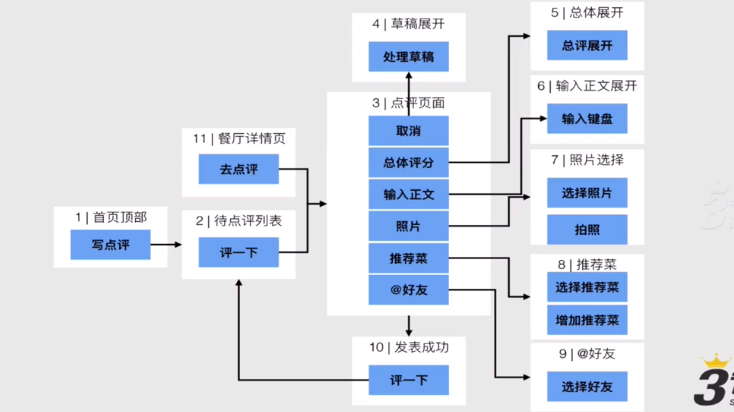 4 | 草稿展开
处理草稿
5 | 总体展开
总评展开
3 | 点评页面
取消
总体评分
输入正文
照片
推荐菜
@好友
6 | 输入正文展开
输入键盘
11 | 餐厅详情页
去点评
7 | 照片选择
选择照片
拍照
1 | 首页顶部
写点评
2 | 待点评列表
评一下
8 | 推荐菜
选择推荐菜
增加推荐菜
10 | 发表成功
评一下
9 | @好友
选择好友